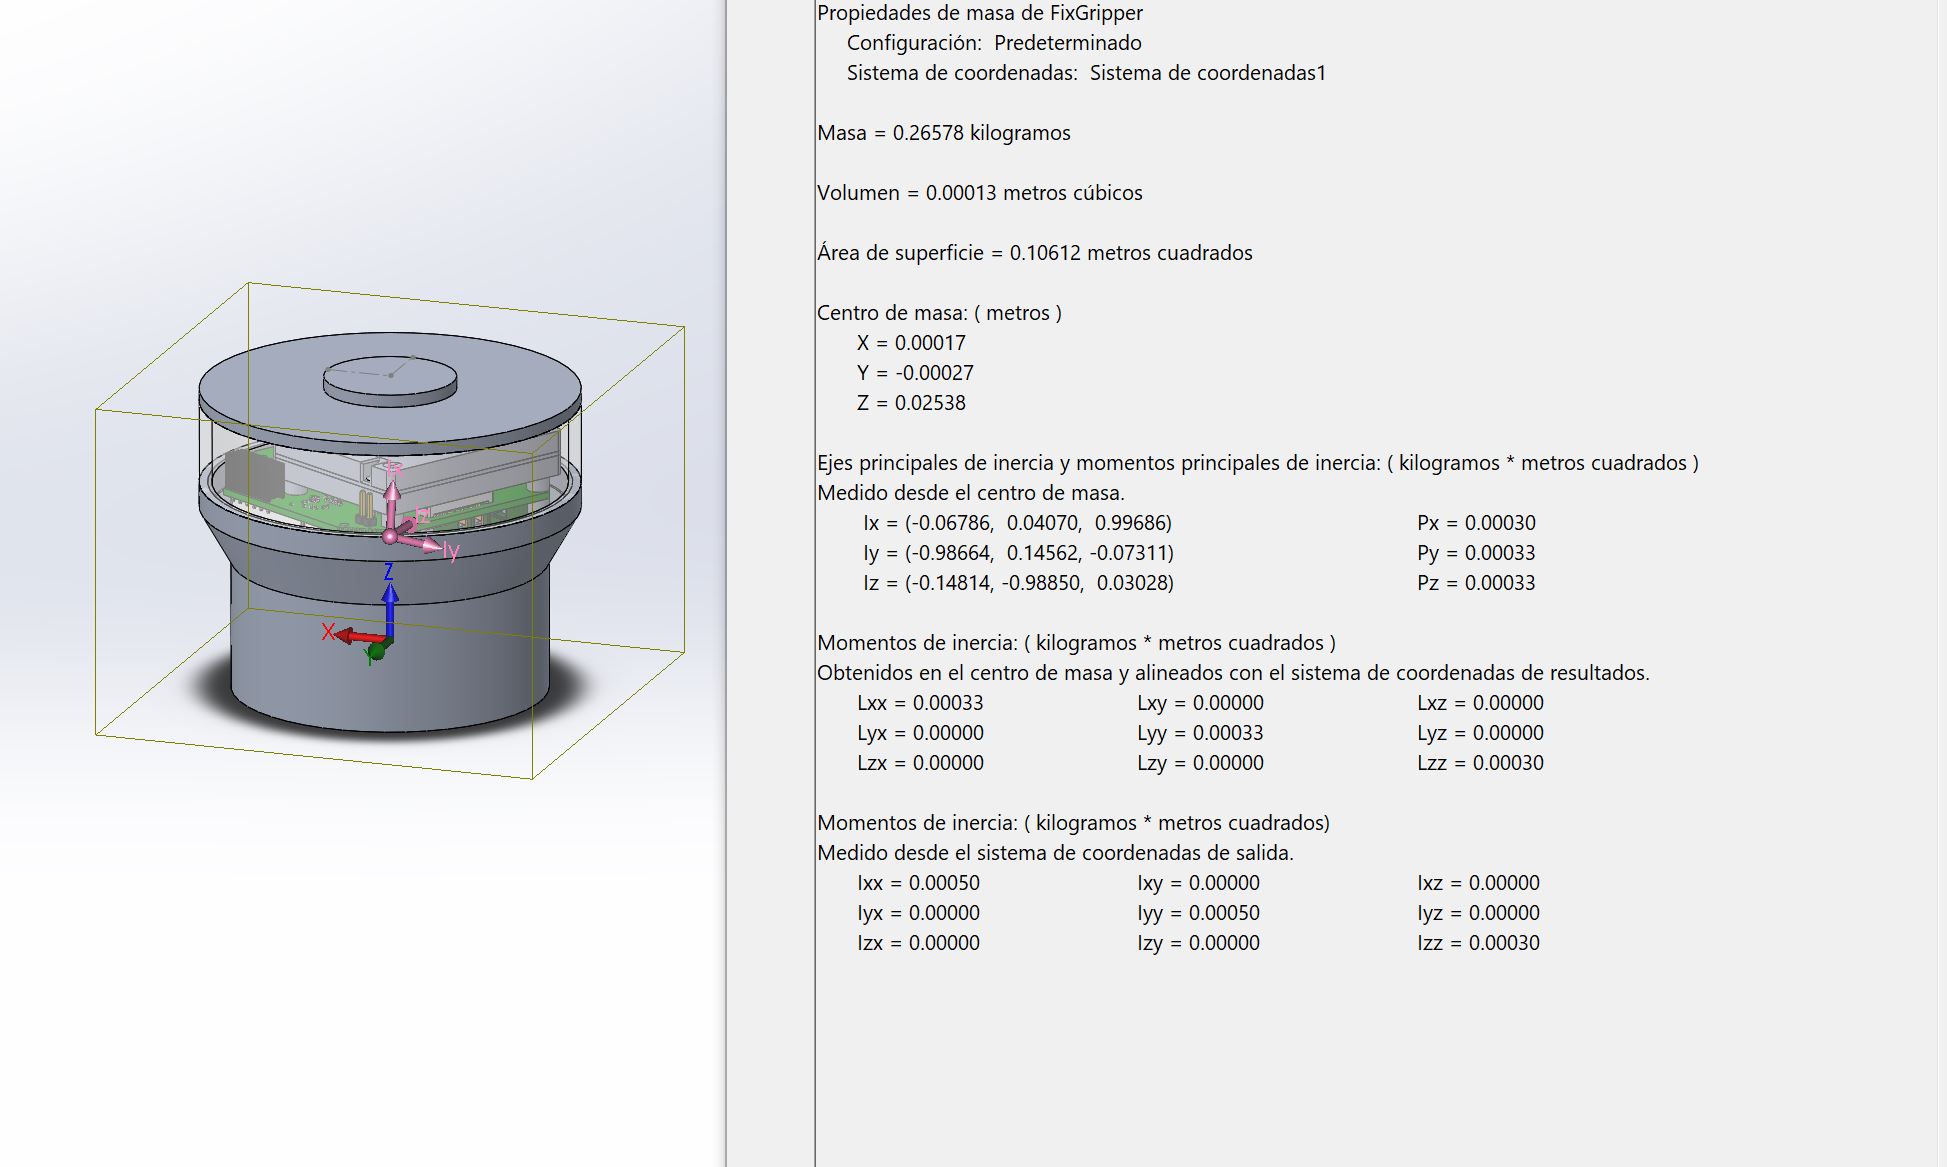 Propiedades de masa de FixGripper
Configuración: Predeterminado
Sistema de coordenadas: Sistema de coordenadas1
Masa = 0.26578 kilogramos
Volumen = 0.00013 metros cúbicos
Área de superficie = 0.10612 metros cuadrados
Centro de masa: ( metros )
X = 0.00017
Y = -0.00027
Z = 0.02538
Ejes principales de inercia y momentos principales de inercia: ( kilogramos * metros cuadrados )
Medido desde el centro de masa.
Ix = (-0.06786, 0.04070, 0.99686) Px = 0.00030
Iy = (-0.98664, 0.14562, -0.07311) Py = 0.00033
Iz = (-0.14814, -0.98850, 0.03028) Pz = 0.00033
Momentos de inercia: ( kilogramos * metros cuadrados )
Obtenidos en el centro de masa y alineados con el sistema de coordenadas de resultados.
Lxx = 0.00033 Lxy = 0.00000 Lxz = 0.00000
Lyx = 0.00000 Lyy = 0.00033 Lyz = 0.00000
Lzx = 0.00000 Lzy = 0.00000 Lzz = 0.00030
Momentos de inercia: ( kilogramos * metros cuadrados)
Medido desde el sistema de coordenadas de salida.
Ixx = 0.00050 Ixy = 0.00000 Ixz = 0.00000
Iyx = 0.00000 Iyy = 0.00050 Iyz = 0.00000
Izx = 0.00000 Izy = 0.00000 Izz = 0.00030
Iz
Iy
Z
X
Y